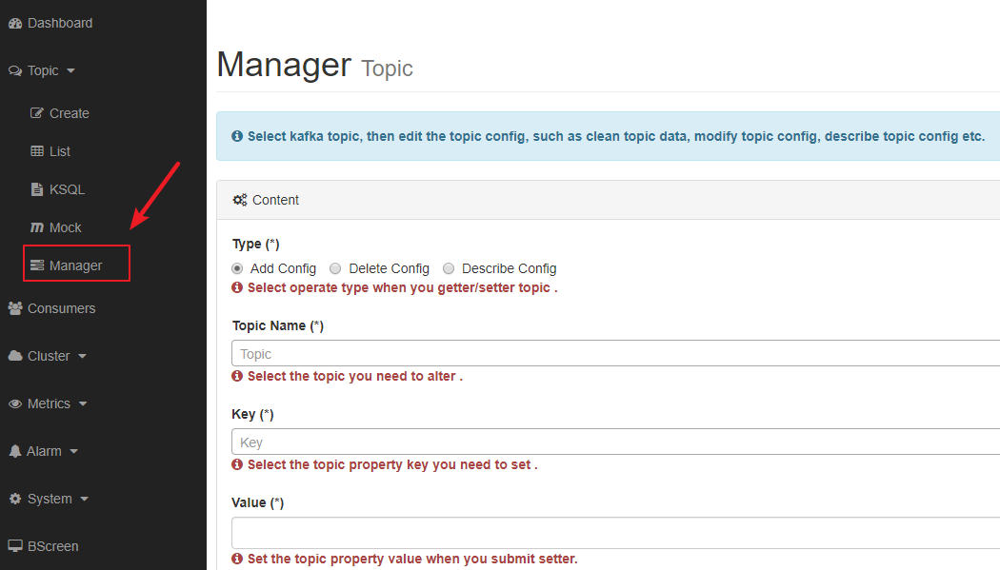 Dashboard
Topic
Create
List
KSQL
Mock
Manager
Consumers
Cluster
Metrics
Alarm
System
BScreen
Manager Topic
Select kafka topic, then edit the topic config, such as clean topic data, modify topic config, describe topic config etc.
Content
Type (*)
Add Config Delete Config Describe Config
Select operate type when you getter/setter topic .
Topic Name (*)
Topic
Select the topic you need to alter .
Key (*)
Key
Select the topic property key you need to set .
Value (*)
Set the topic property value when you submit setter.